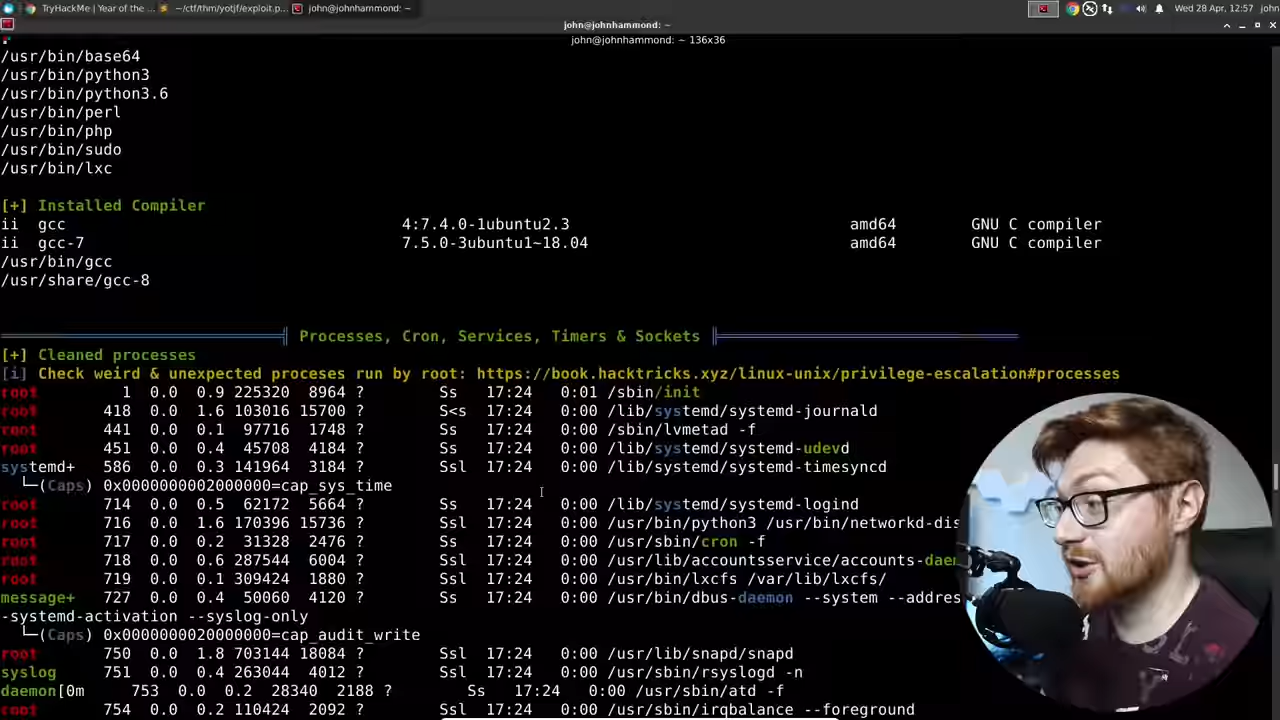 TryHackMe | Year of the ... ~/ctf/thm/yotjf/exploit.p... john@johnhammond: ~ Wed 28 Apr, 12:57 john
john@johnhammond: ~
john@johnhammond: ~ 136x36
/usr/bin/base64
/usr/bin/python3
/usr/bin/python3.6
/usr/bin/perl
/usr/bin/php
/usr/bin/sudo
/usr/bin/lxc
[+] Installed Compiler
ii gcc 4:7.4.0-1ubuntu2.3 amd64 GNU C compiler
ii gcc-7 7.5.0-3ubuntu1~18.04 amd64 GNU C compiler
/usr/bin/gcc
/usr/share/gcc-8
Processes, Cron, Services, Timers & Sockets
[+] Cleaned processes
[i] Check weird & unexpected proceses run by root: https://book.hacktricks.xyz/linux-unix/privilege-escalation#processes
root 1 0.0 0.9 225320 8964 ? Ss 17:24 0:01 /sbin/init
root 418 0.0 1.6 103016 15700 ? S<s 17:24 0:00 /lib/systemd/systemd-journald
root 441 0.0 0.1 97716 1748 ? Ss 17:24 0:00 /sbin/lvmetad -f
root 451 0.0 0.4 45708 4184 ? Ss 17:24 0:00 /lib/systemd/systemd-udevd
systemd+ 586 0.0 0.3 141964 3184 ? Ssl 17:24 0:00 /lib/systemd/systemd-timesyncd
└─(Caps) 0x0000000002000000=cap_sys_time
root 714 0.0 0.5 62172 5664 ? Ss 17:24 0:00 /lib/systemd/systemd-logind
root 716 0.0 1.6 170396 15736 ? Ssl 17:24 0:00 /usr/bin/python3 /usr/bin/networkd-dis
root 717 0.0 0.2 31328 2476 ? Ss 17:24 0:00 /usr/sbin/cron -f
root 718 0.0 0.6 287544 6004 ? Ssl 17:24 0:00 /usr/lib/accountsservice/accounts-daem
root 719 0.0 0.1 309424 1880 ? Ssl 17:24 0:00 /usr/bin/lxcfs /var/lib/lxcfs/
message+ 727 0.0 0.4 50060 4120 ? Ss 17:24 0:00 /usr/bin/dbus-daemon --system --addres
-systemd-activation --syslog-only
└─(Caps) 0x0000000020000000=cap_audit_write
root 750 0.0 1.8 703144 18084 ? Ssl 17:24 0:00 /usr/lib/snapd/snapd
syslog 751 0.0 0.4 263044 4012 ? Ssl 17:24 0:00 /usr/sbin/rsyslogd -n
daemon[0m 753 0.0 0.2 28340 2188 ? Ss 17:24 0:00 /usr/sbin/atd -f
root 754 0.0 0.2 110424 2092 ? Ssl 17:24 0:00 /usr/sbin/irqbalance --foreground